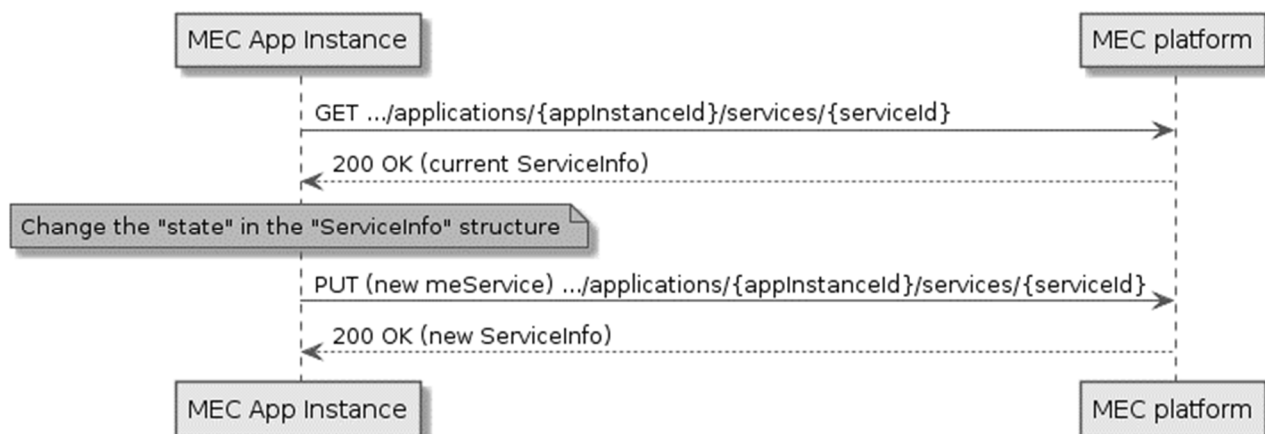 MEC App Instance
MEC platform
GET .../applications/{appInstanceId}/services/{serviceId}
200 OK (current ServiceInfo)
Change the "state" in the "ServiceInfo" structure
PUT (new meService) .../applications/{appInstanceId}/services/{serviceId}
200 OK (new ServiceInfo)
MEC App Instance
MEC platform